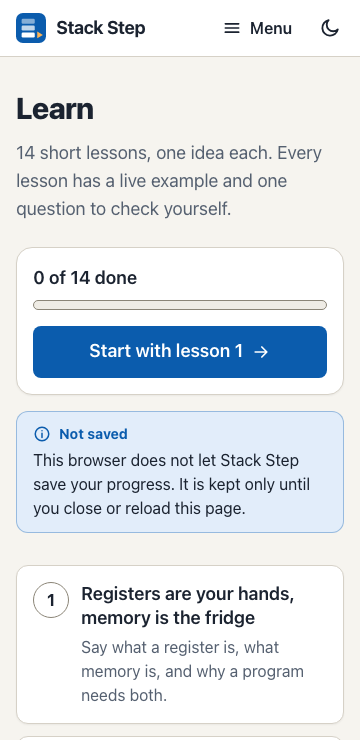 Stack Step
Menu
Learn
14 short lessons, one idea each. Every
lesson has a live example and one
question to check yourself.
0 of 14 done
Start with lesson 1 →
Not saved
This browser does not let Stack Step
save your progress. It is kept only until
you close or reload this page.
1
Registers are your hands,
memory is the fridge
Say what a register is, what
memory is, and why a program
needs both.